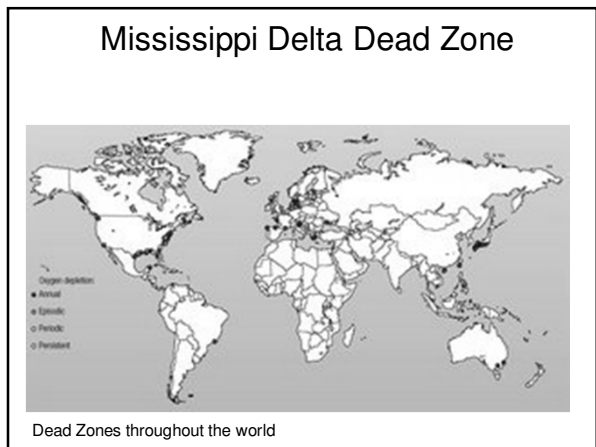 Mississippi Delta Dead Zone
Oxygen depletion
Annual
Episodic
Periodic
Persistent
Dead Zones throughout the world